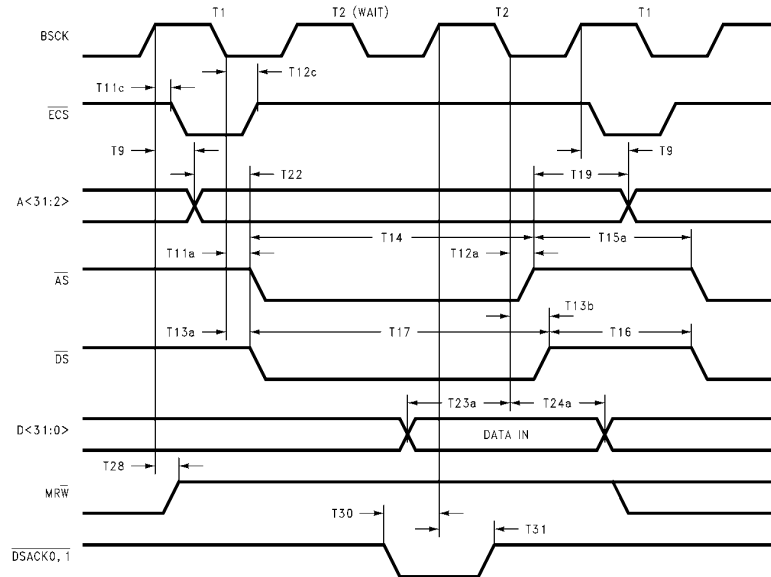 T1 T2 (WAIT) T2 T1
BSCK
T12c
T11c
ECS
T9 T9
T22 T19
A<31:2>
T14 T15a
T11a T12a
AS
T13b
T13a T17 T16
DS
T23a T24a
D<31:0> DATA IN
T28
MRW
T30 T31
DSACK0, 1